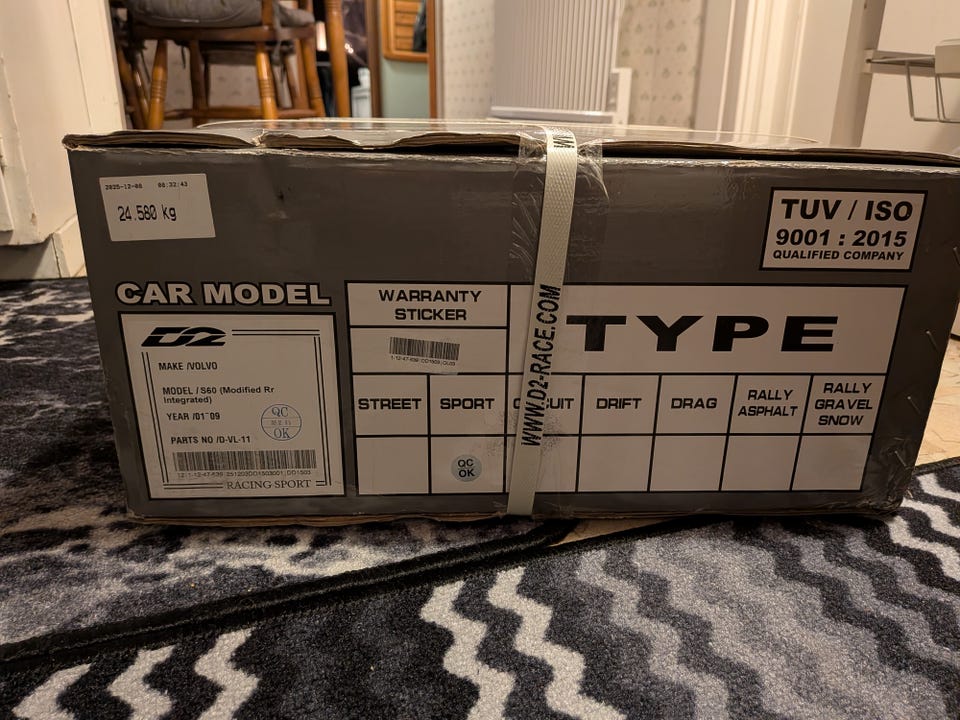 2025-12-08 08:32:43
24.580 kg
TUV / ISO
9001 : 2015
QUALIFIED COMPANY
CAR MODEL
D2
MAKE /VOLVO
MODEL / S60 (Modified Rr
Integrated)
YEAR /01~09
PARTS NO /D-VL-11
QC
OK
RACING SPORT
WARRANTY
STICKER
TYPE
WWW.D2-RACE.COM
STREET
SPORT
DRIFT
DRAG
RALLY
ASPHALT
RALLY
GRAVEL
SNOW
QC
OK